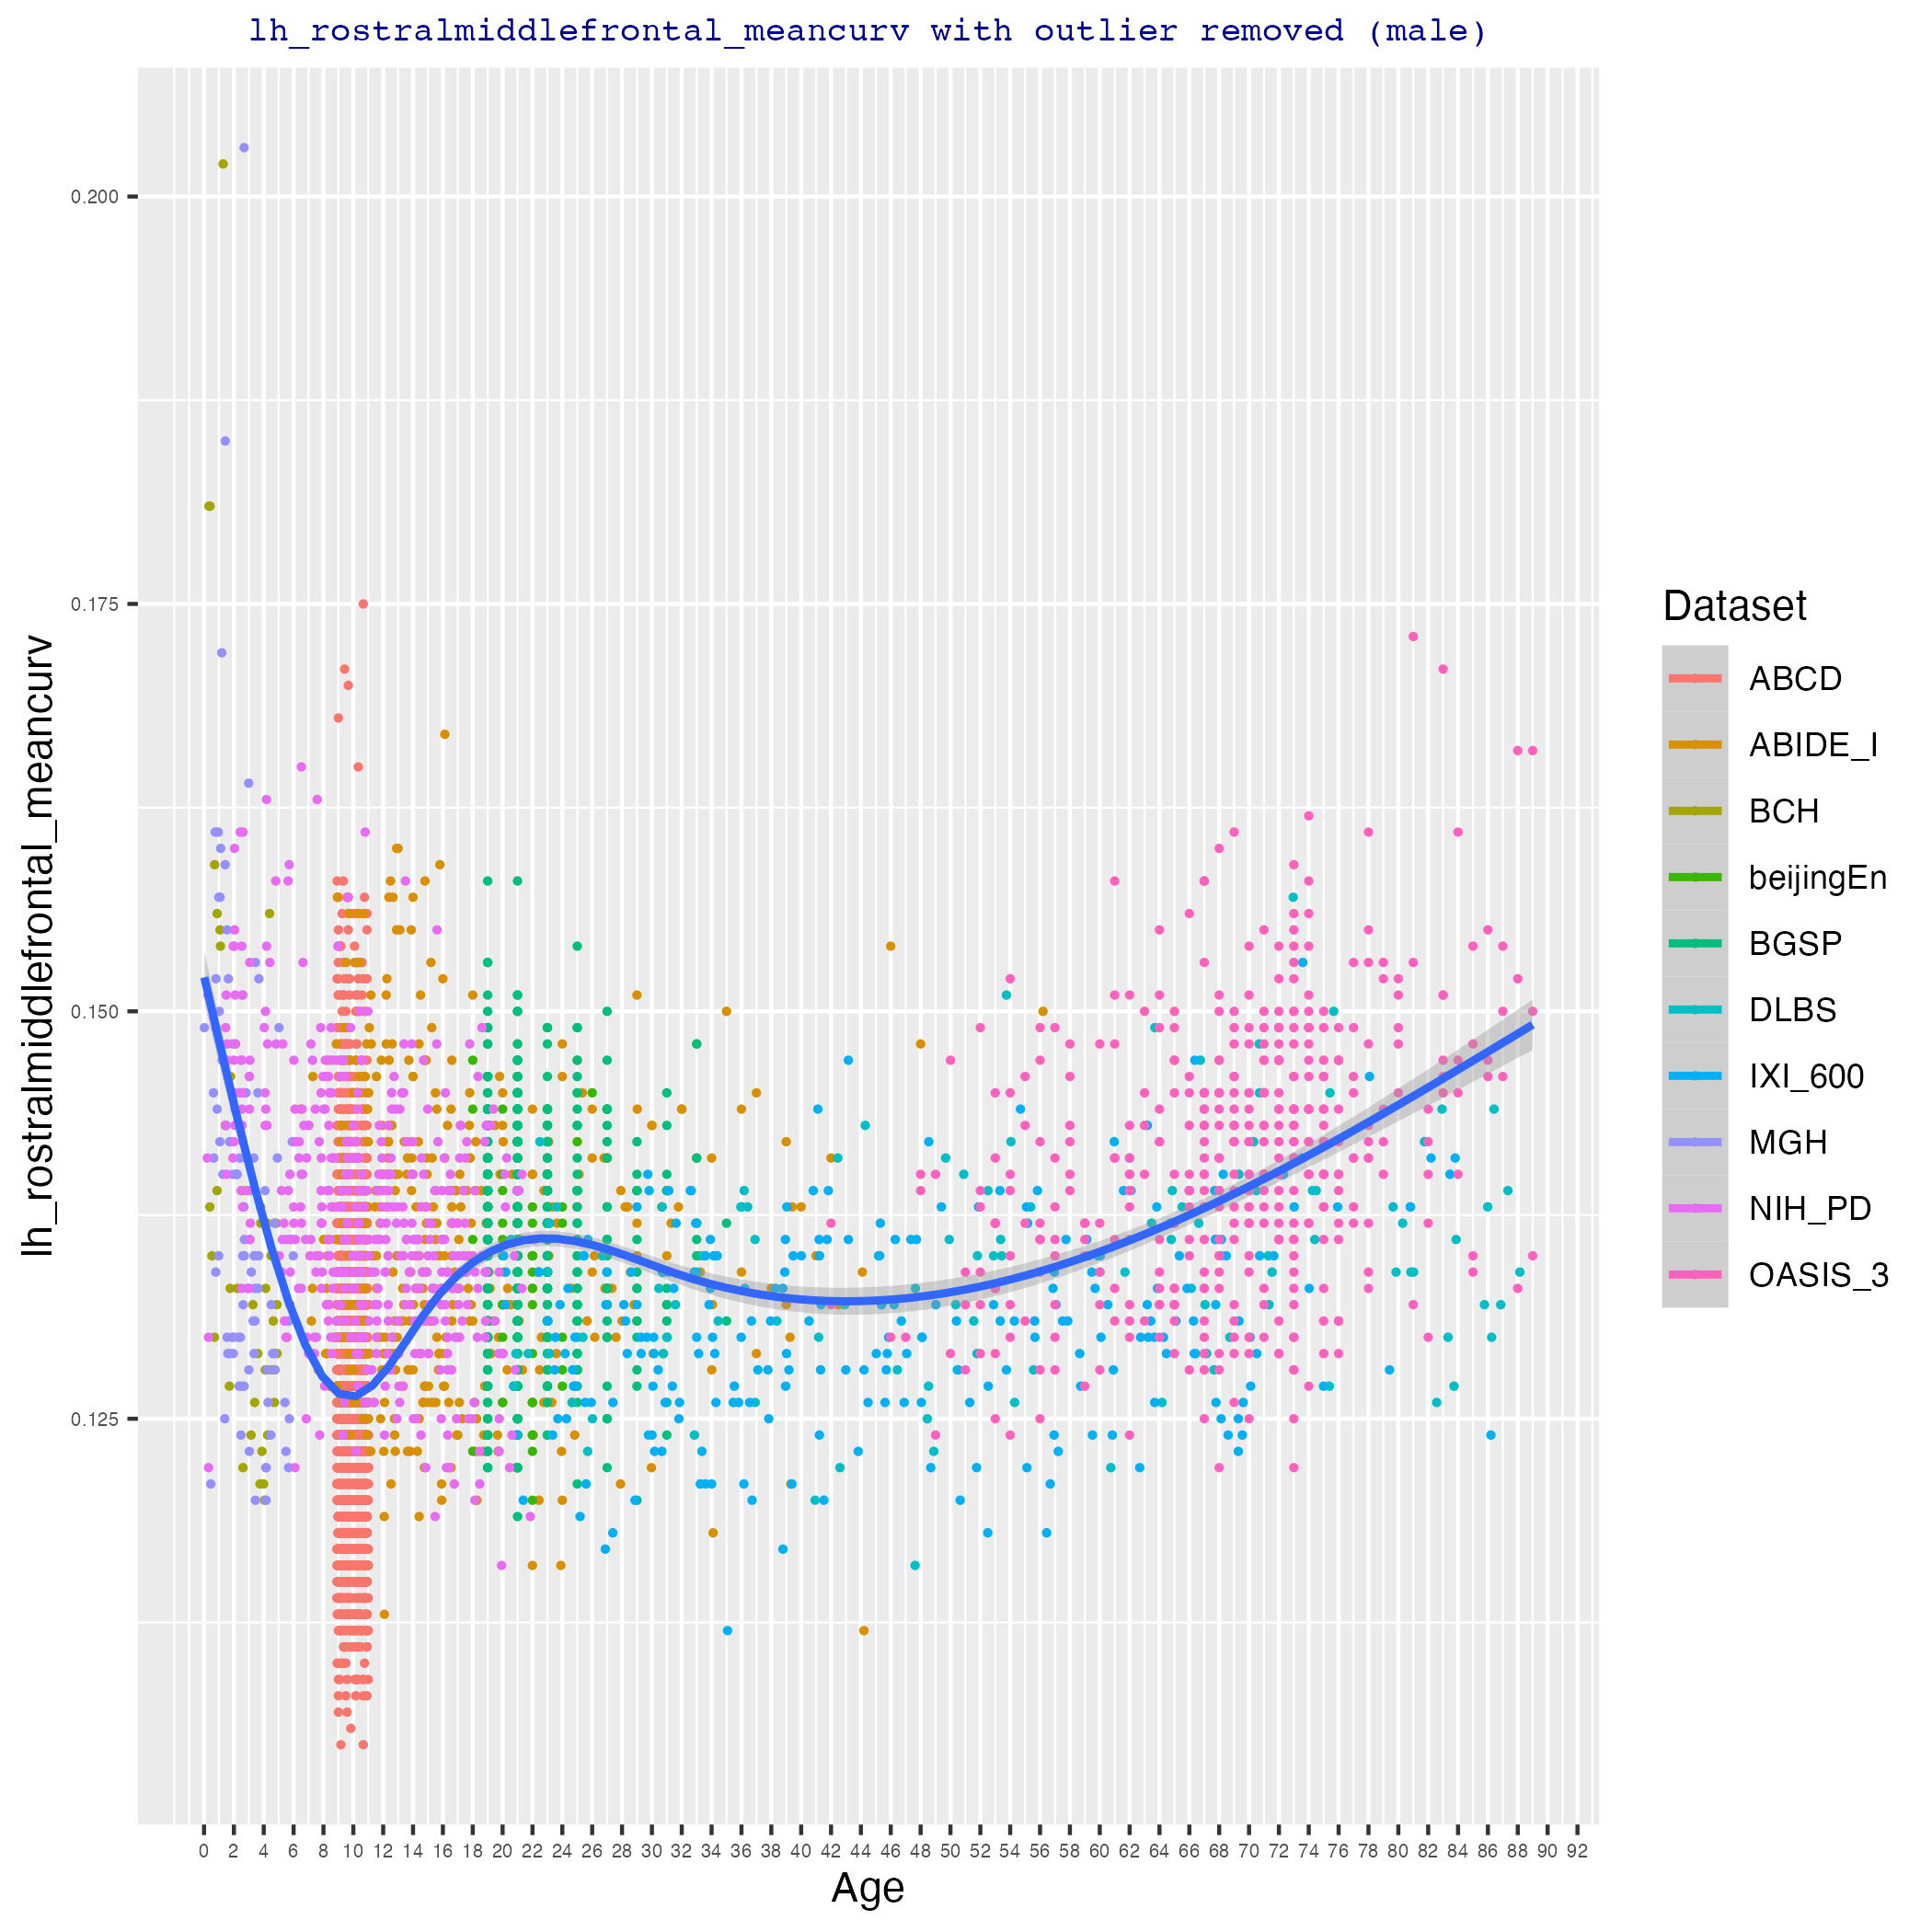 lh_rostralmiddlefrontal_meancurv with outlier removed (male)
lh_rostralmiddlefrontal_meancurv
0.200
0.175
0.150
0.125
0 2 4 6 8 10 12 14 16 18 20 22 24 26 28 30 32 34 36 38 40 42 44 46 48 50 52 54 56 58 60 62 64 66 68 70 72 74 76 78 80 82 84 86 88 90 92
Age
Dataset
ABCD
ABIDE_I
BCH
beijingEn
BGSP
DLBS
IXI_600
MGH
NIH_PD
OASIS_3